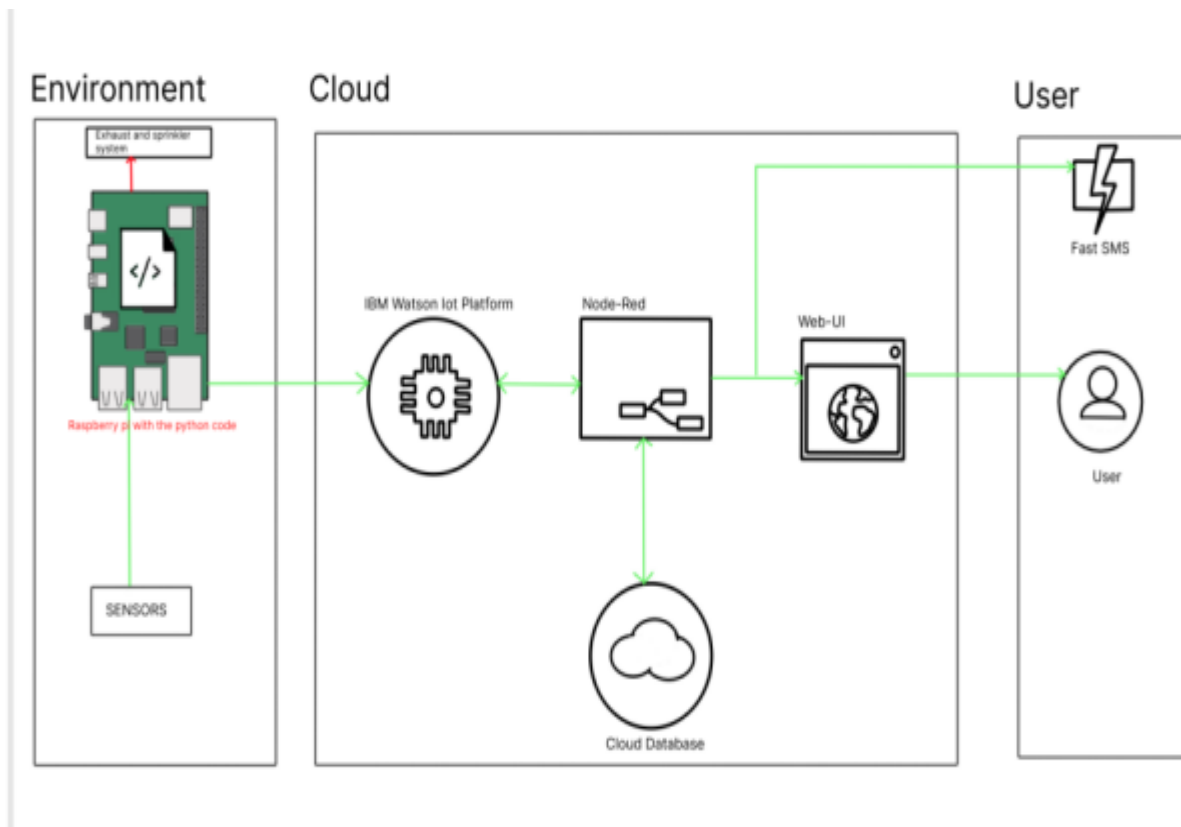 Environment
Cloud
User
Exhaust and sprinkler
system
</>
Raspberry pi with the python code
SENSORS
IBM Watson Iot Platform
Node-Red
Web-UI
Cloud Database
Fast SMS
User